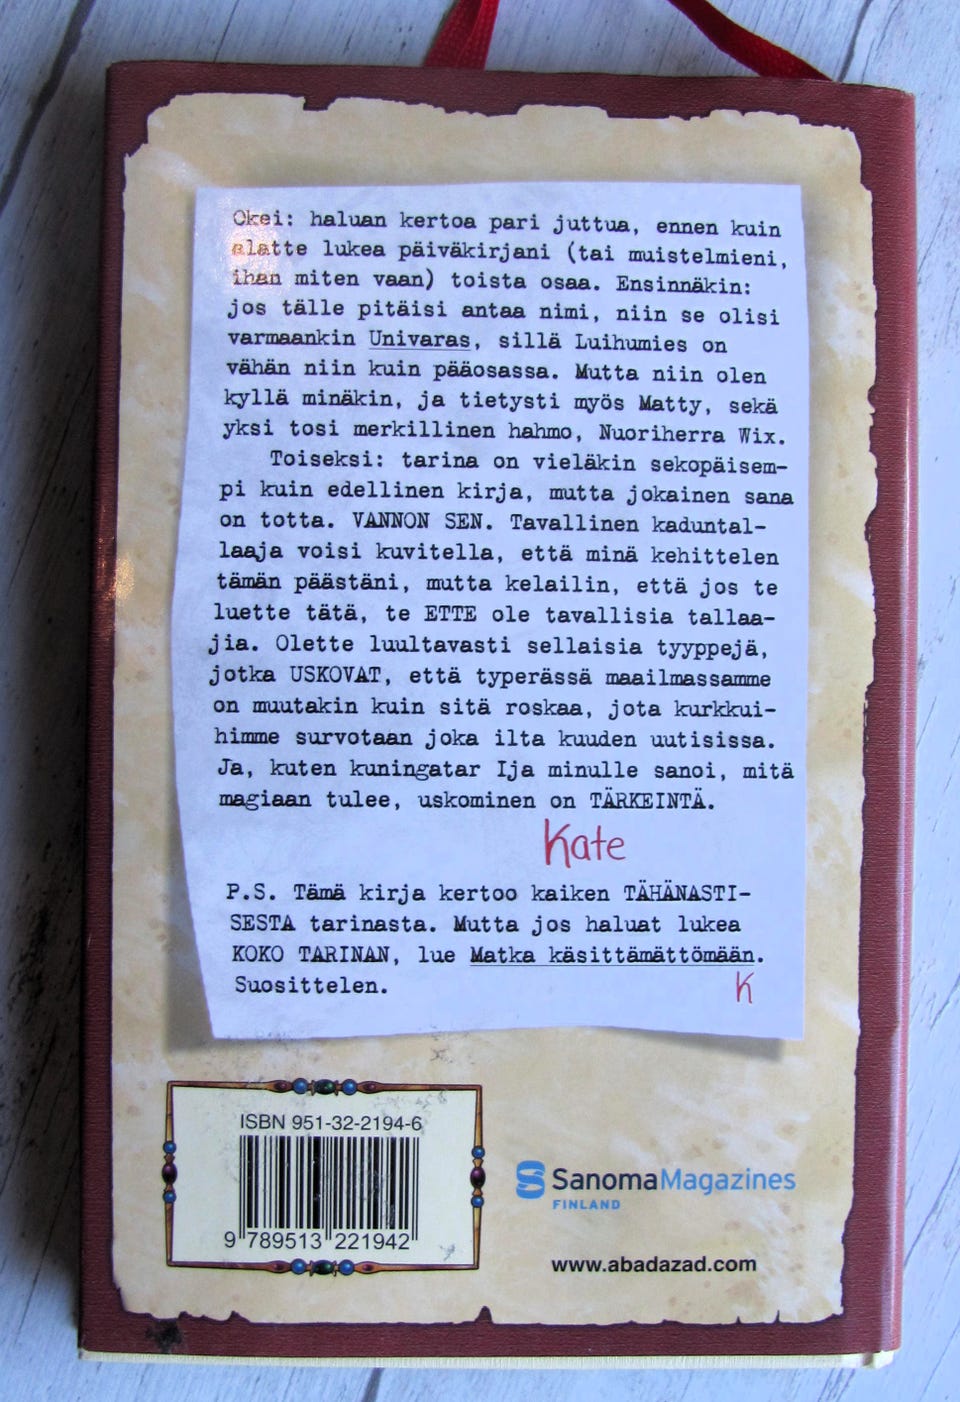 Okei: haluan kertoa pari juttua, ennen kuin
alatte lukea päiväkirjani (tai muistelmieni,
ihan miten vaan) toista osaa. Ensinnäkin:
jos tälle pitäisi antaa nimi, niin se olisi
varmaankin Univaras, sillä Luihumies on
vähän niin kuin pääosassa. Mutta niin olen
kyllä minäkin, ja tietysti myös Matty, sekä
yksi tosi merkillinen hahmo, Nuoriherra Wix.
Toiseksi: tarina on vieläkin sekopäisem-
pi kuin edellinen kirja, mutta jokainen sana
on totta. VANNON SEN. Tavallinen kaduntal-
laaja voisi kuvitella, että minä kehittelen
tämän päästäni, mutta kelailin, että jos te
luette tätä, te ETTE ole tavallisia tallaa-
jia. Olette luultavasti sellaisia tyyppejä,
jotka USKOVAT, että typerässä maailmassamme
on muutakin kuin sitä roskaa, jota kurkkui-
himme survotaan joka ilta kuuden uutisissa.
Ja, kuten kuningatar Ija minulle sanoi, mitä
magiaan tulee, uskominen on TÄRKEINTÄ.
Kate
P.S. Tämä kirja kertoo kaiken TÄHÄNASTI-
SESTA tarinasta. Mutta jos haluat lukea
KOKO TARINAN, lue Matka käsittämättömään.
Suosittelen.
K
ISBN 951-32-2194-6
9 789513 221942
SanomaMagazines
FINLAND
www.abadazad.com